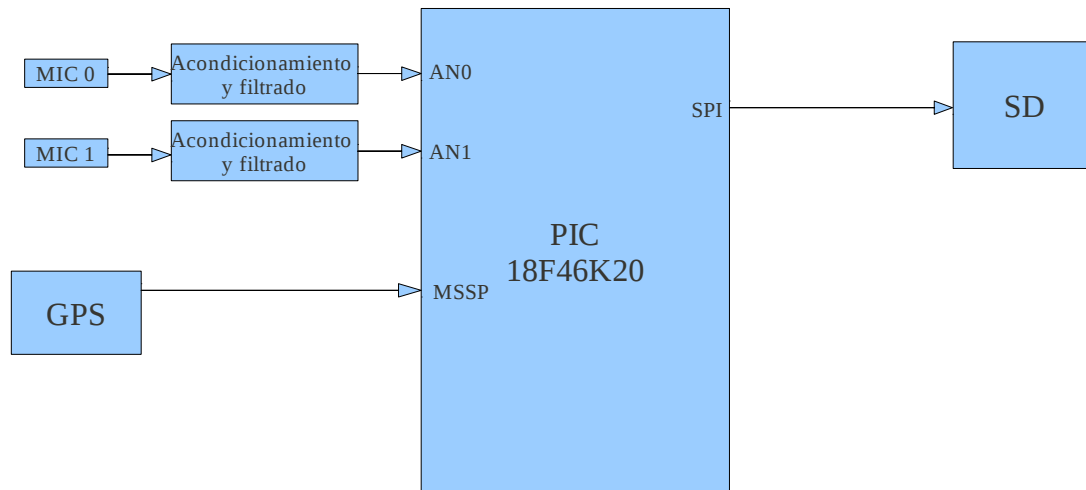 MIC 0
Acondicionamiento
y filtrado
AN0
MIC 1
Acondicionamiento
y filtrado
AN1
SPI
SD
PIC
18F46K20
GPS
MSSP